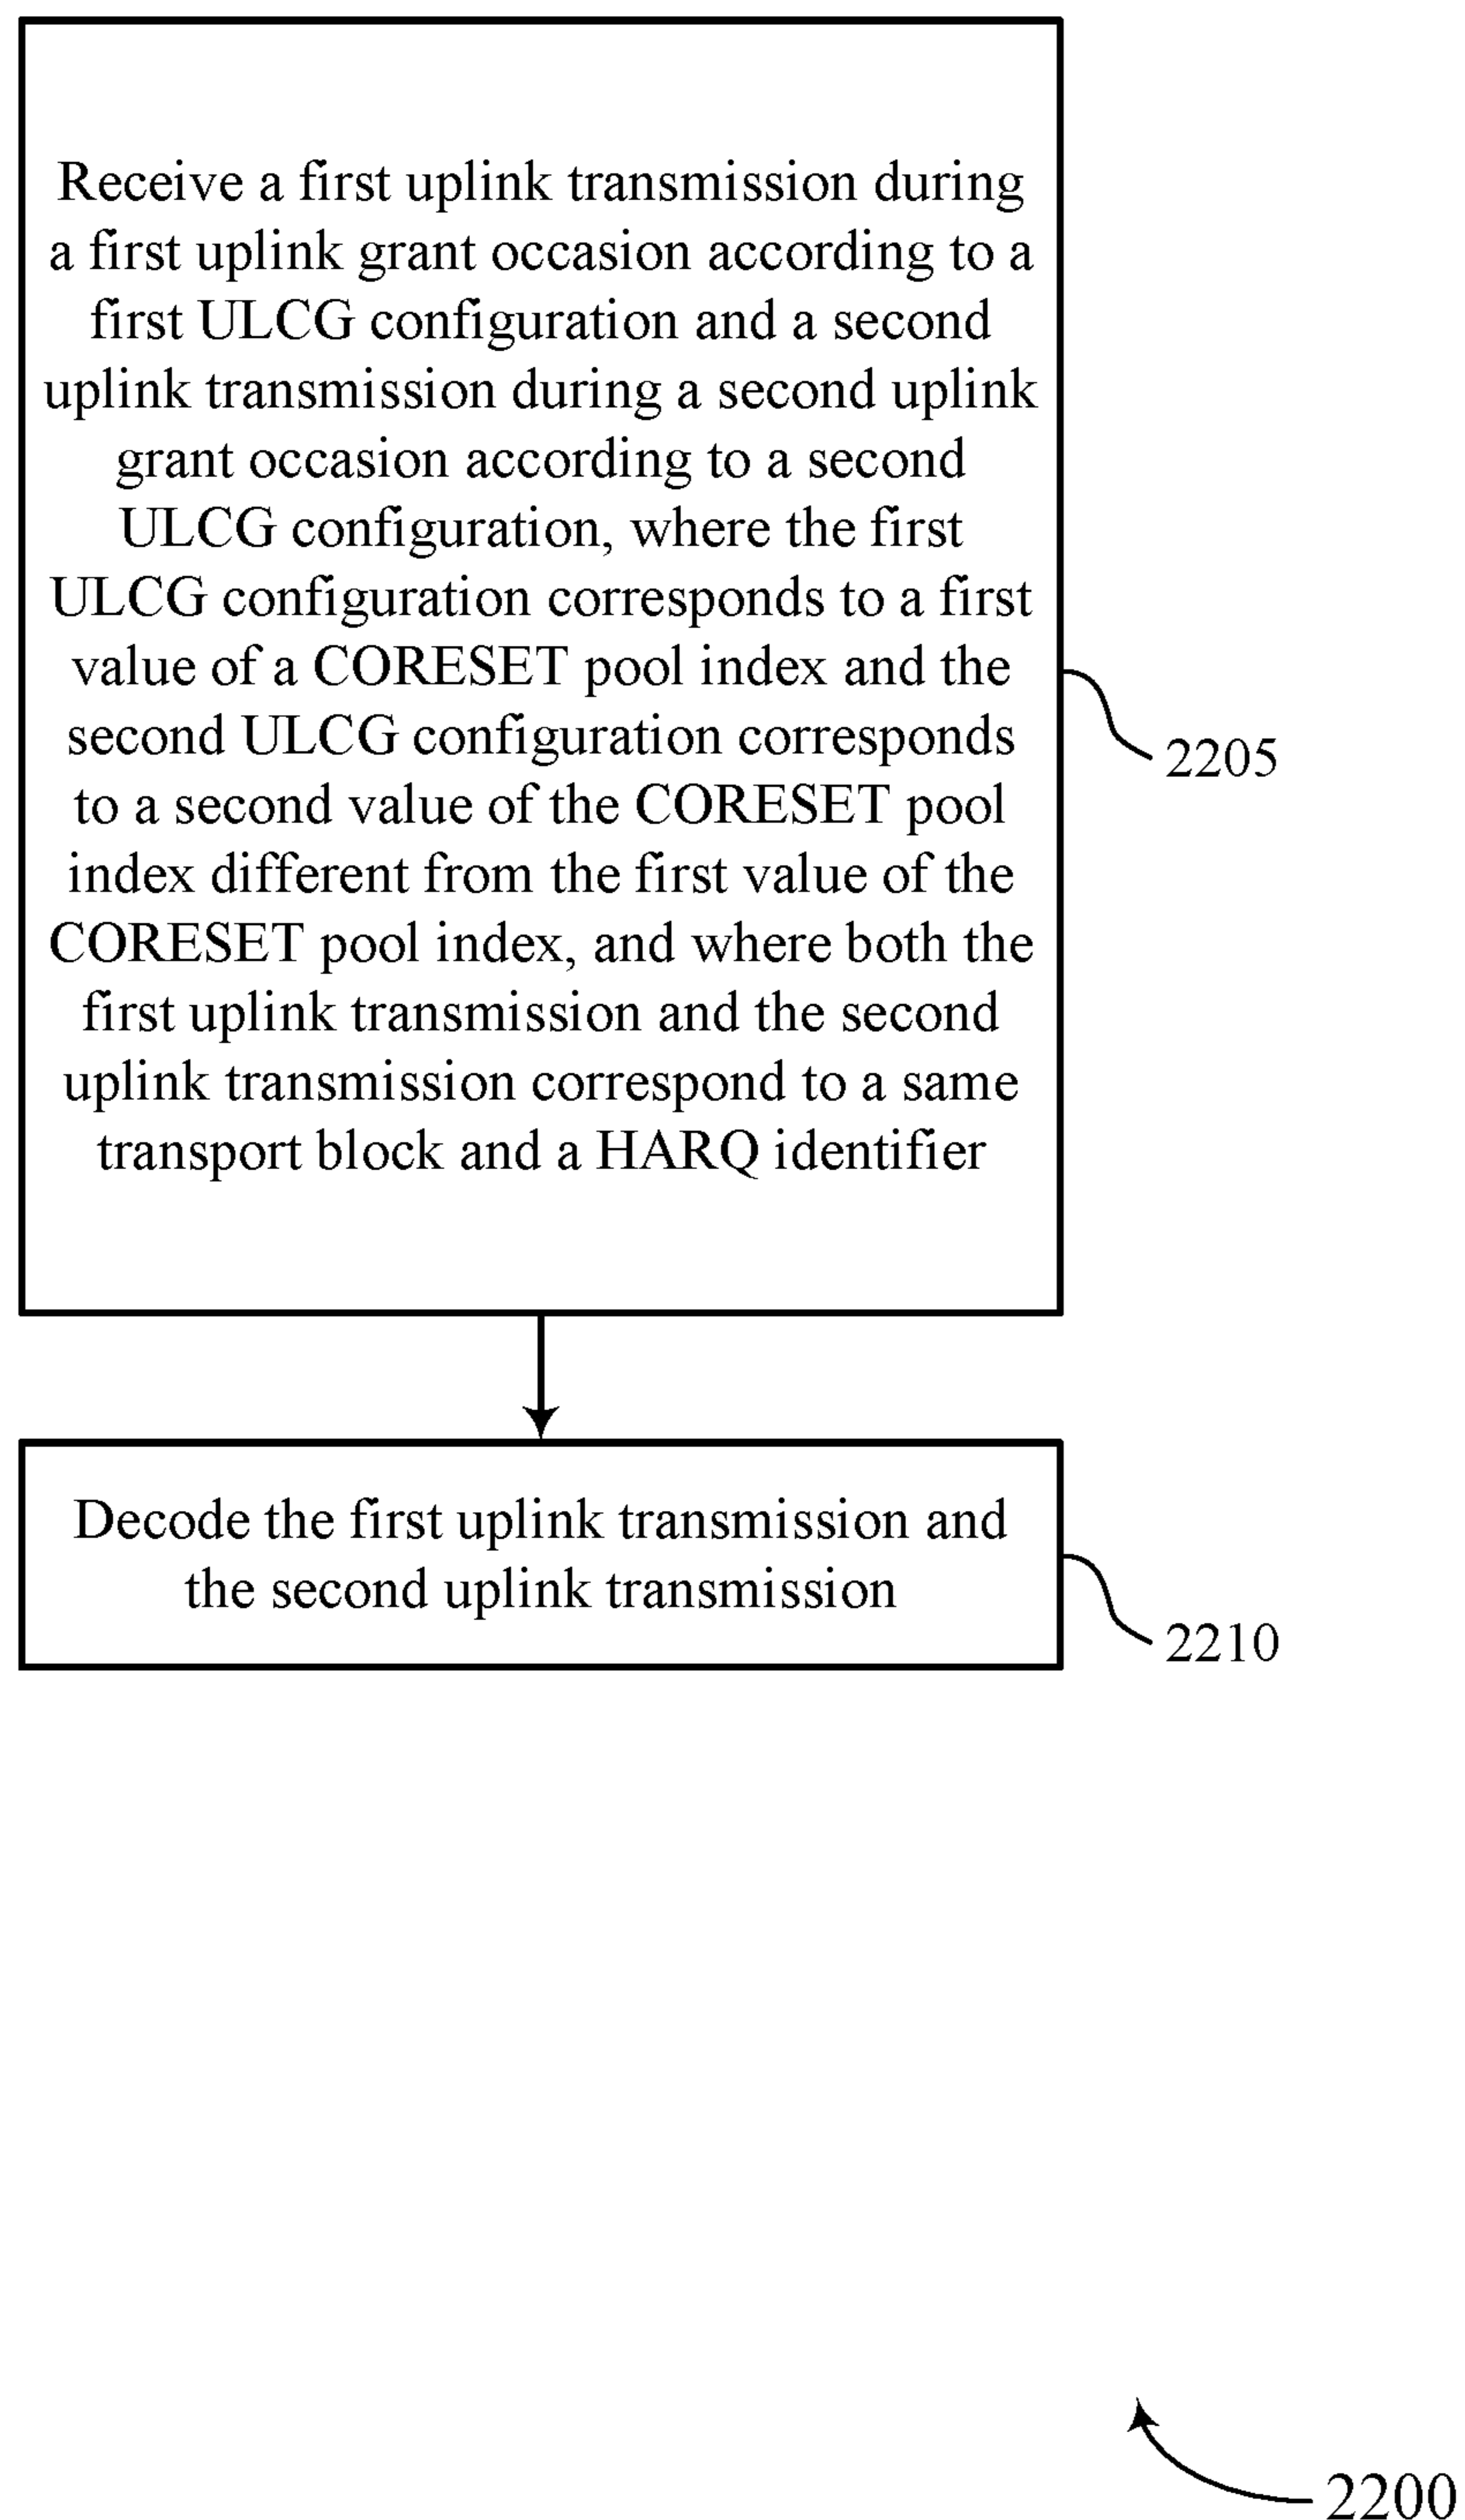 Receive a first uplink transmission during
a first uplink grant occasion according to a
first ULCG configuration and a second
uplink transmission during a second uplink
grant occasion according to a second
ULCG configuration, where the first
ULCG configuration corresponds to a first
value of a CORESET pool index and the
second ULCG configuration corresponds
to a second value of the CORESET pool
index different from the first value of the
CORESET pool index, and where both the
first uplink transmission and the second
uplink transmission correspond to a same
transport block and a HARQ identifier
2205
Decode the first uplink transmission and
the second uplink transmission
2210
2200